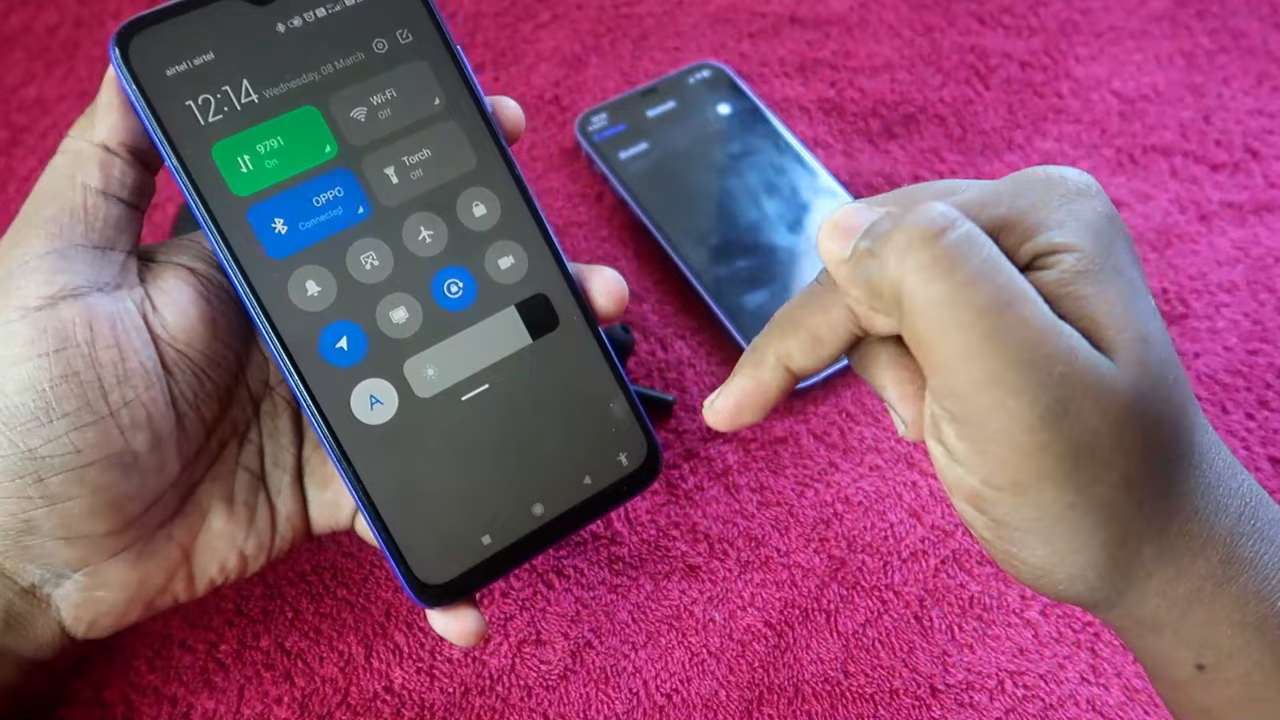 airtel | airtel
12:14 Wednesday, 08 March
9791
On
Wi-Fi
Off
OPPO
Connected
Torch
Off
A